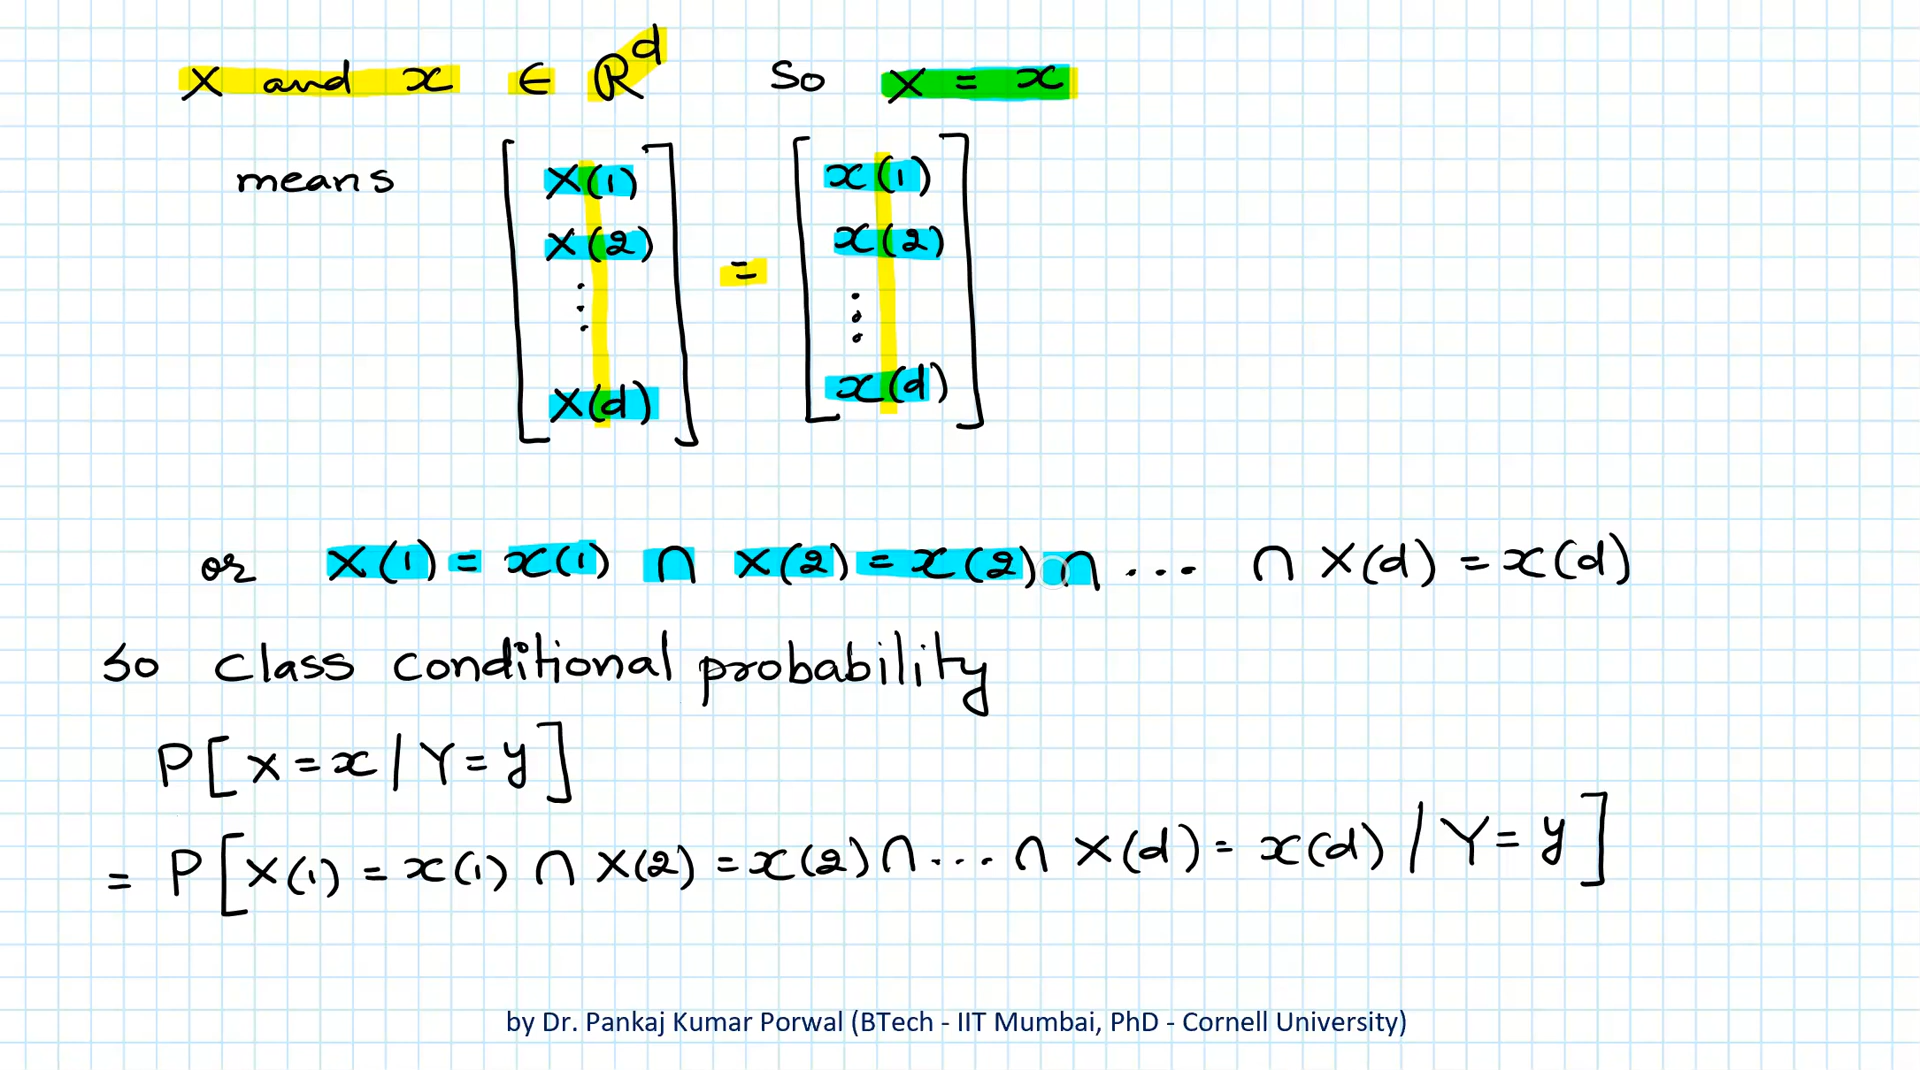 X and x ∈ ℝ^d So X = x
means [X(1) X(2) ⋮ X(d)] = [x(1) x(2) ⋮ x(d)]
or X(1) = x(1) ∩ X(2) = x(2) ∩ ... ∩ X(d) = x(d)
So class conditional probability
P[X = x / Y = y]
= P[X(1) = x(1) ∩ X(2) = x(2) ∩ ... ∩ X(d) = x(d) / Y = y]
by Dr. Pankaj Kumar Porwal (BTech - IIT Mumbai, PhD - Cornell University)